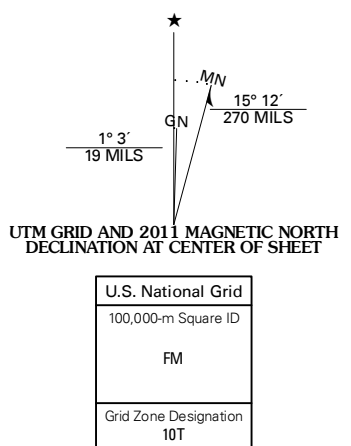 ★
MN
GN
15° 12´
270 MILS
1° 3´
19 MILS
UTM GRID AND 2011 MAGNETIC NORTH
DECLINATION AT CENTER OF SHEET
U.S. National Grid
100,000-m Square ID
FM
Grid Zone Designation
10T